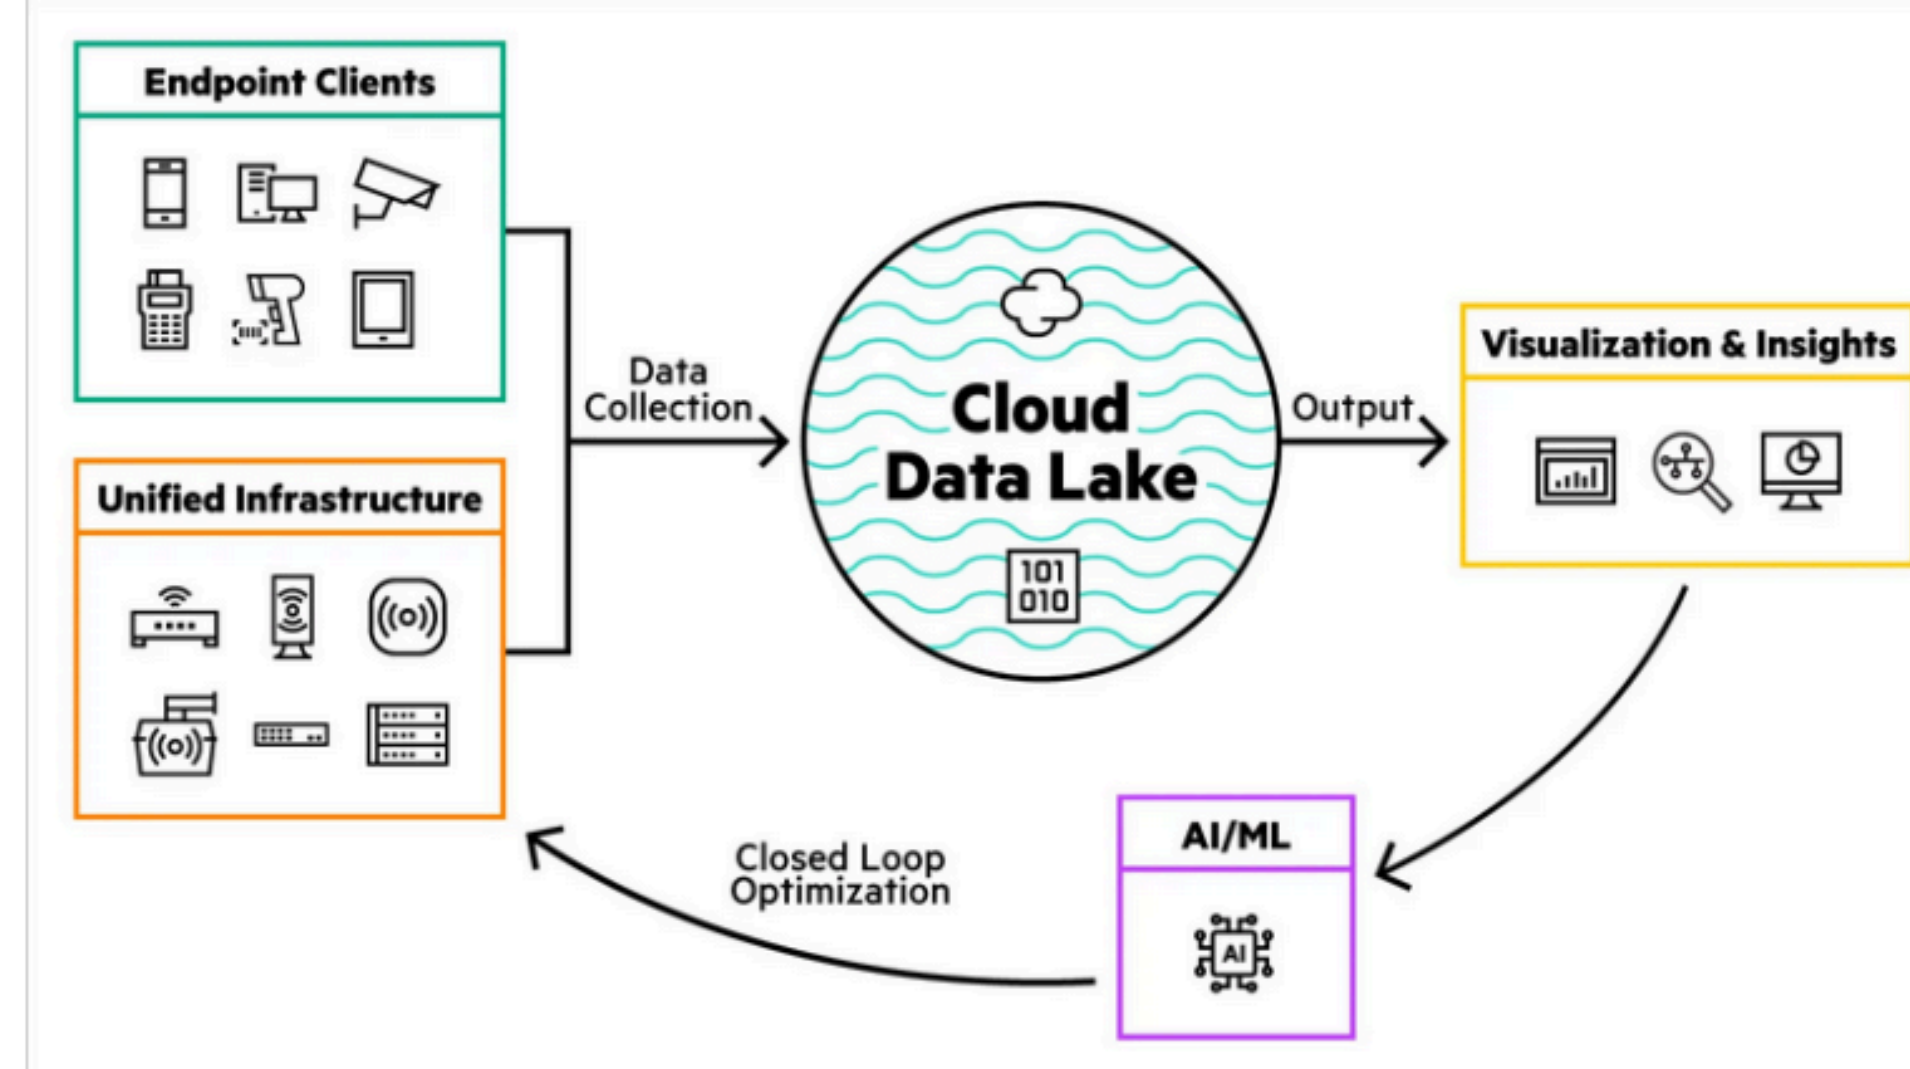 Endpoint Clients
Data
Collection
Unified Infrastructure
Cloud
Data Lake
101
010
Output
Visualization & Insights
AI/ML
AI
Closed Loop
Optimization